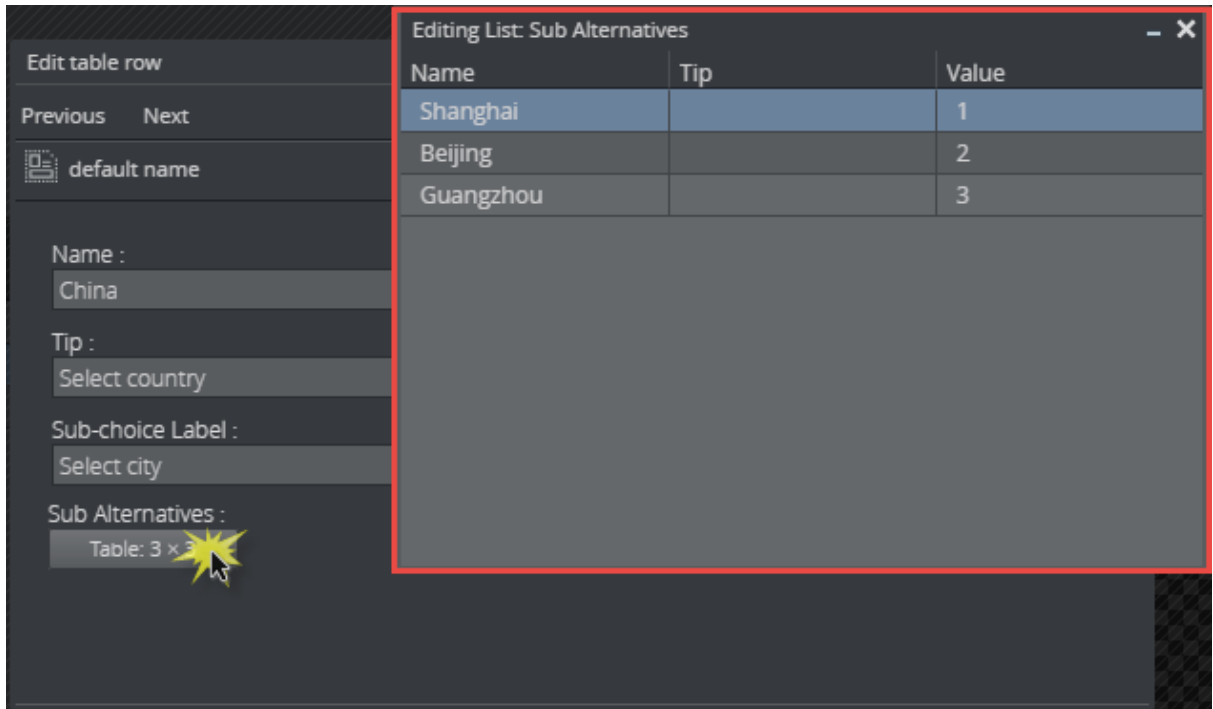 Edit table row
Previous Next
default name
Name :
China
Tip :
Select country
Sub-choice Label :
Select city
Sub Alternatives :
Table: 3 × 3
Editing List: Sub Alternatives
Name Tip Value
Shanghai 1
Beijing 2
Guangzhou 3